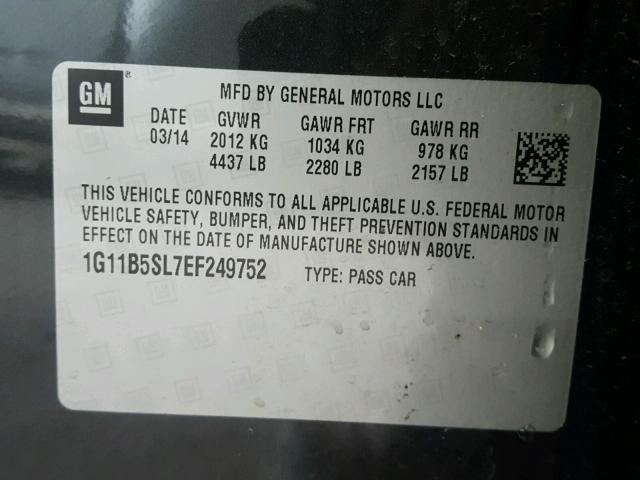 GM
®
MFD BY GENERAL MOTORS LLC
DATE GVWR GAWR FRT GAWR RR
03/14 2012 KG 1034 KG 978 KG
4437 LB 2280 LB 2157 LB
THIS VEHICLE CONFORMS TO ALL APPLICABLE U.S. FEDERAL MOTOR
VEHICLE SAFETY, BUMPER, AND THEFT PREVENTION STANDARDS IN
EFFECT ON THE DATE OF MANUFACTURE SHOWN ABOVE.
1G11B5SL7EF249752 TYPE: PASS CAR